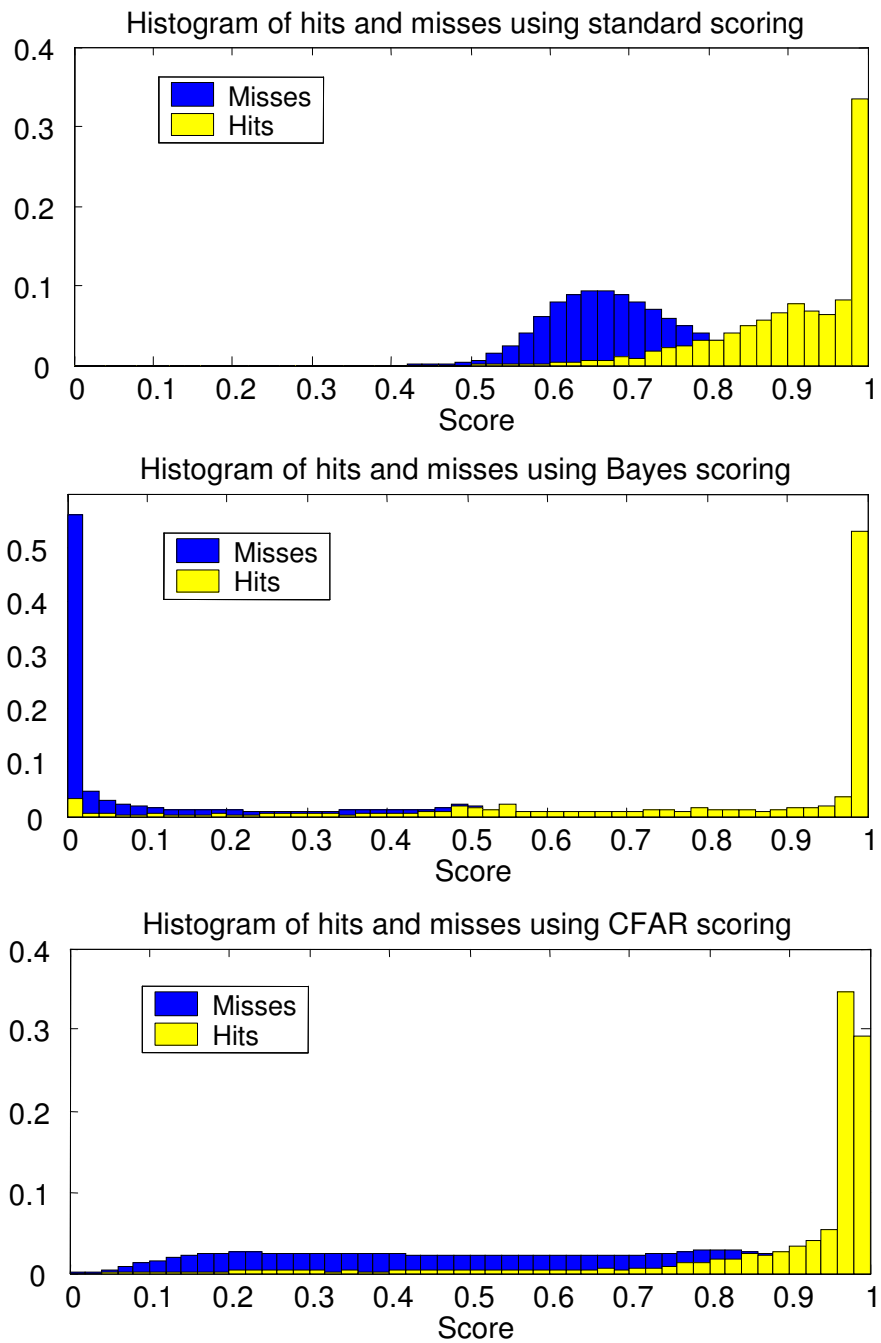 Histogram of hits and misses using standard scoring
0.4
Misses
Hits
0.3
0.2
0.1
0
0 0.1 0.2 0.3 0.4 0.5 0.6 0.7 0.8 0.9 1
Score
Histogram of hits and misses using Bayes scoring
Misses
Hits
0.5
0.4
0.3
0.2
0.1
0
0 0.1 0.2 0.3 0.4 0.5 0.6 0.7 0.8 0.9 1
Score
Histogram of hits and misses using CFAR scoring
0.4
Misses
Hits
0.3
0.2
0.1
0
0 0.1 0.2 0.3 0.4 0.5 0.6 0.7 0.8 0.9 1
Score